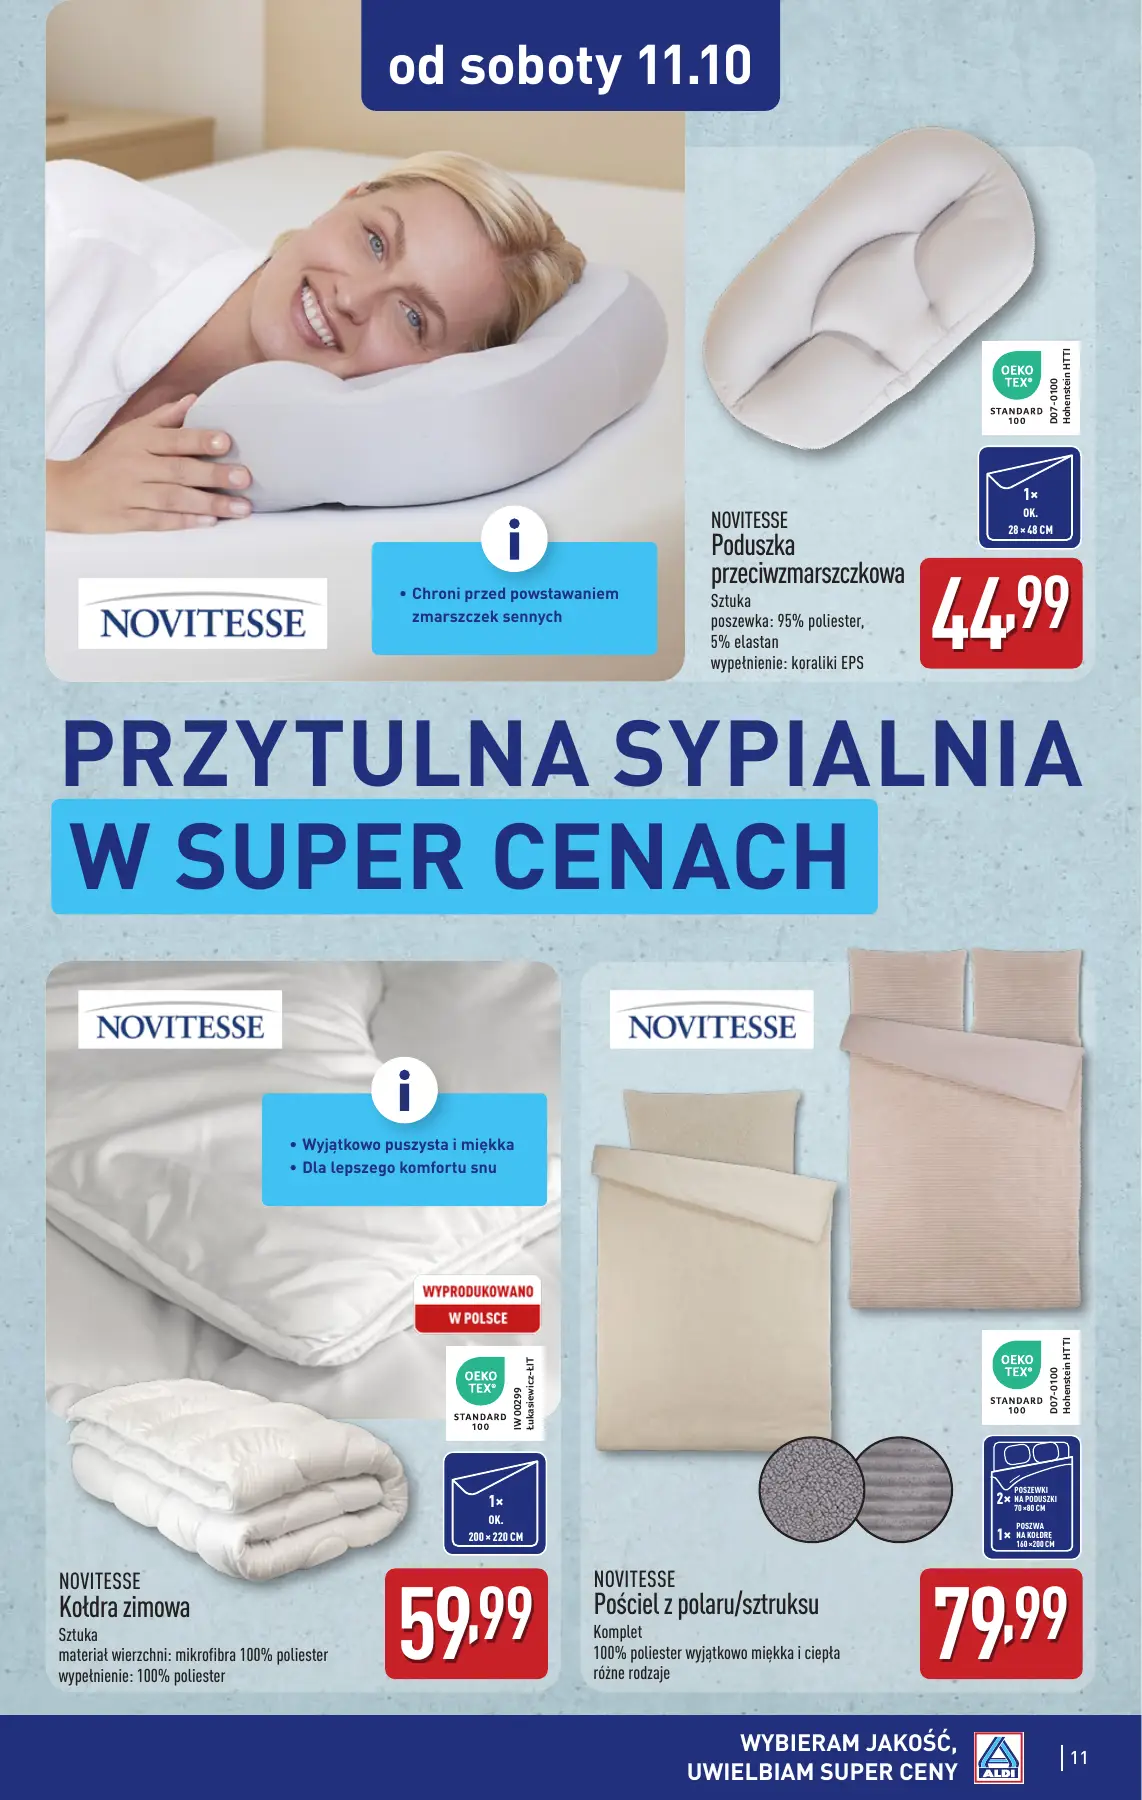 od soboty 11.10
OEKO
TEX®
STANDARD
100
D07-0100
Hohenstein HTTI
1×
OK.
28 × 48 CM
NOVITESSE
Poduszka
przeciwzmarszczkowa
Sztuka
poszewka: 95% poliester,
5% elastan
wypełnienie: koraliki EPS
44,99
i
• Chroni przed powstawaniem
zmarszczek sennych
NOVITESSE
PRZYTULNA SYPIALNIA
W SUPER CENACH
NOVITESSE
i
• Wyjątkowo puszysta i miękka
• Dla lepszego komfortu snu
WYPRODUKOWANO
W POLSCE
OEKO
TEX®
STANDARD
100
IW 00299
Łukasiewicz-ŁIT
1×
OK.
200 × 220 CM
NOVITESSE
Kołdra zimowa
Sztuka
materiał wierzchni: mikrofibra 100% poliester
wypełnienie: 100% poliester
59,99
NOVITESSE
OEKO
TEX®
STANDARD
100
D07-0100
Hohenstein HTTI
POSZEWKI
2× NA PODUSZKI
70 ×80 CM
POSZWA
1× NA KOŁDRĘ
160 ×200 CM
NOVITESSE
Pościel z polaru/sztruksu
Komplet
100% poliester wyjątkowo miękka i ciepła
różne rodzaje
79,99
WYBIERAM JAKOŚĆ,
UWIELBIAM SUPER CENY
ALDI
11